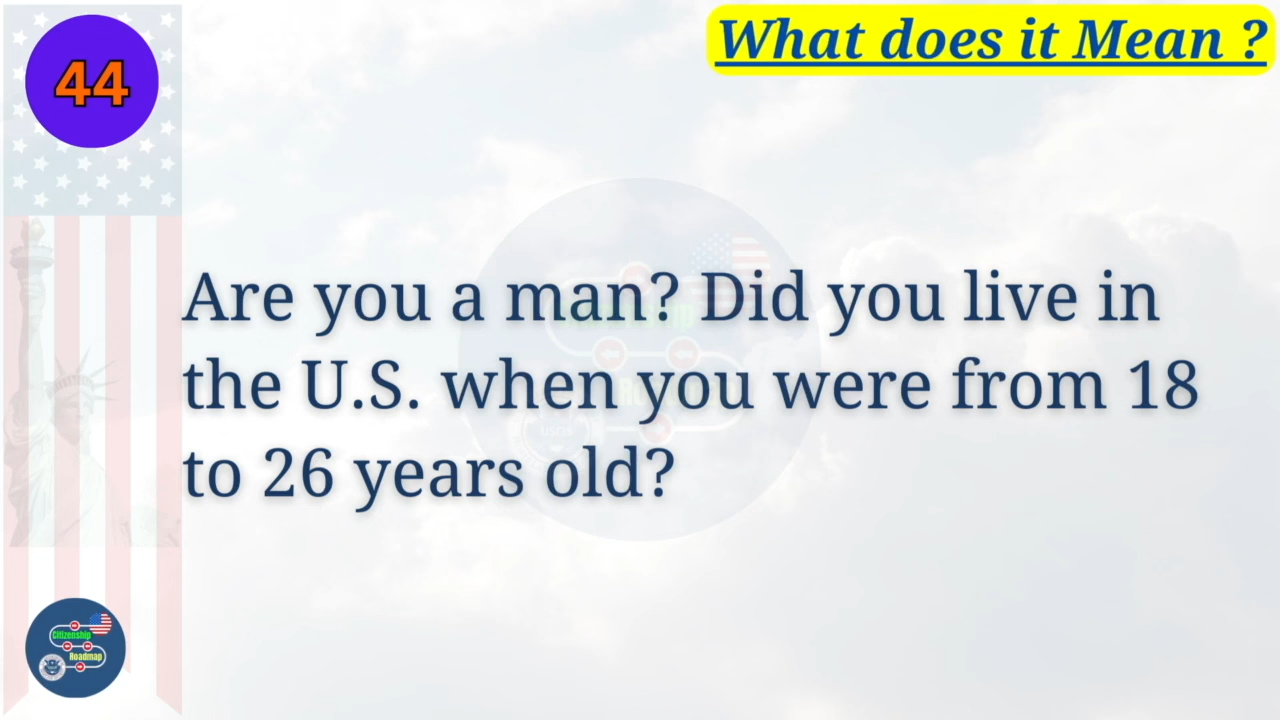 44
What does it Mean ?
Are you a man? Did you live in
the U.S. when you were from 18
to 26 years old?
Citizenship
Roadmap